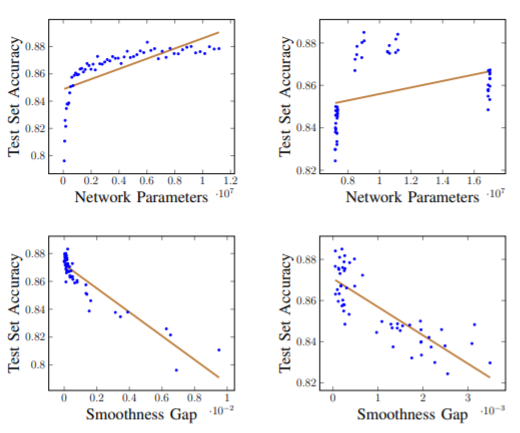 0.88
0.86
0.84
0.82
0.8
Test Set Accuracy
0 0.2 0.4 0.6 0.8 1 1.2
Network Parameters ·10⁷
0.88
0.86
0.84
0.82
Test Set Accuracy
0.8 1 1.2 1.4 1.6
Network Parameters ·10⁷
0.88
0.86
0.84
0.82
0.8
Test Set Accuracy
0 0.2 0.4 0.6 0.8 1
Smoothness Gap ·10⁻²
0.88
0.86
0.84
0.82
Test Set Accuracy
0 1 2 3
Smoothness Gap ·10⁻³